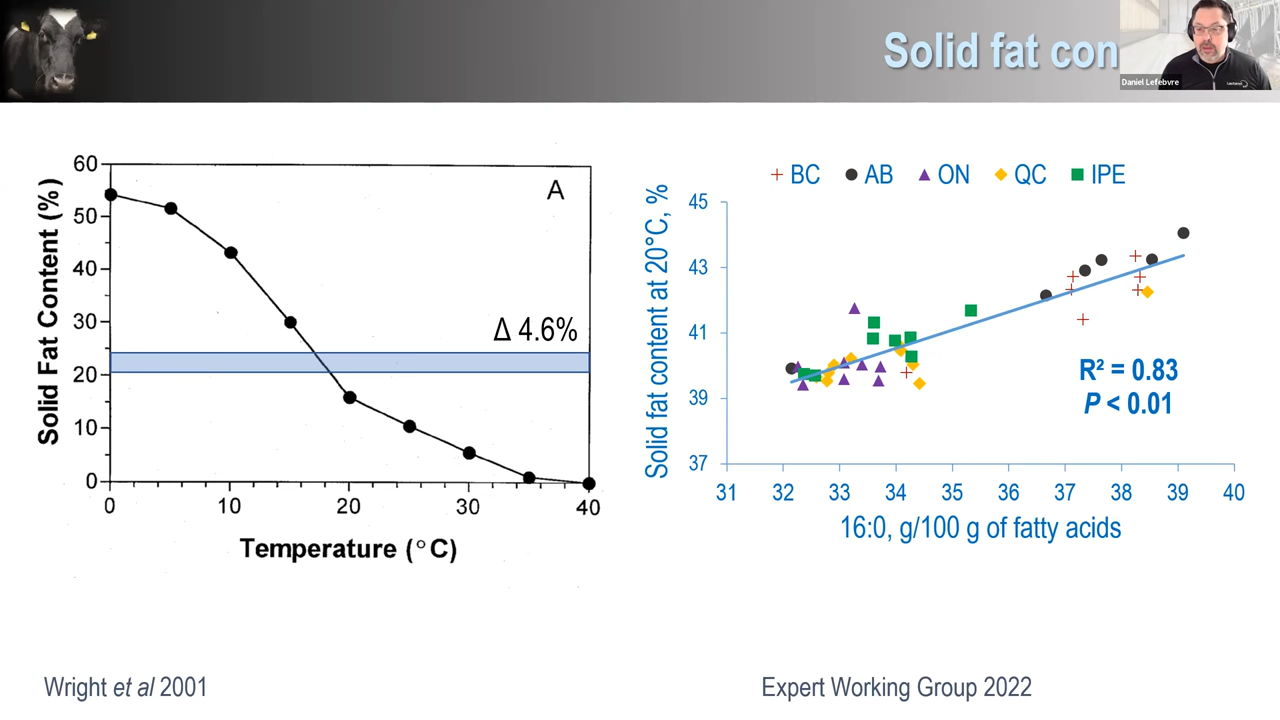 Solid fat con
Daniel Lefebvre
A
Solid Fat Content (%)
60
50
40
30
20
10
0
Δ 4.6%
0
10
20
30
40
Temperature (°C)
Wright et al 2001
BC
AB
ON
QC
IPE
Solid fat content at 20°C, %
45
43
41
39
37
R² = 0.83
P < 0.01
31
32
33
34
35
36
37
38
39
40
16:0, g/100 g of fatty acids
Expert Working Group 2022